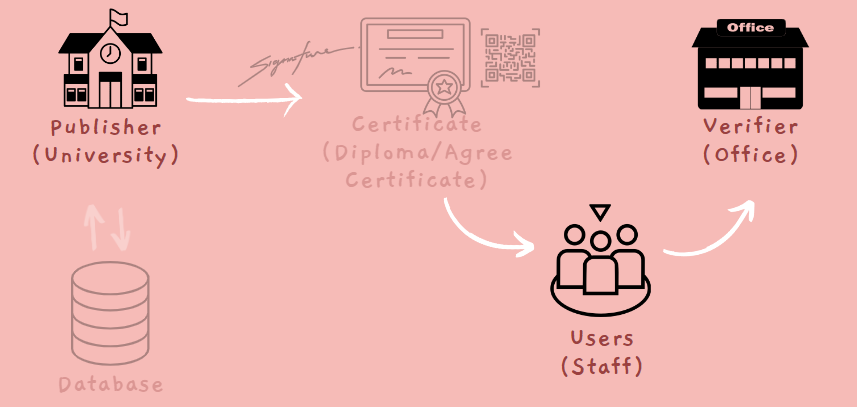 Office
Signature
Publisher
(University)
Certificate
(Diploma/Agree
Certificate)
Verifier
(Office)
Users
(Staff)
Database